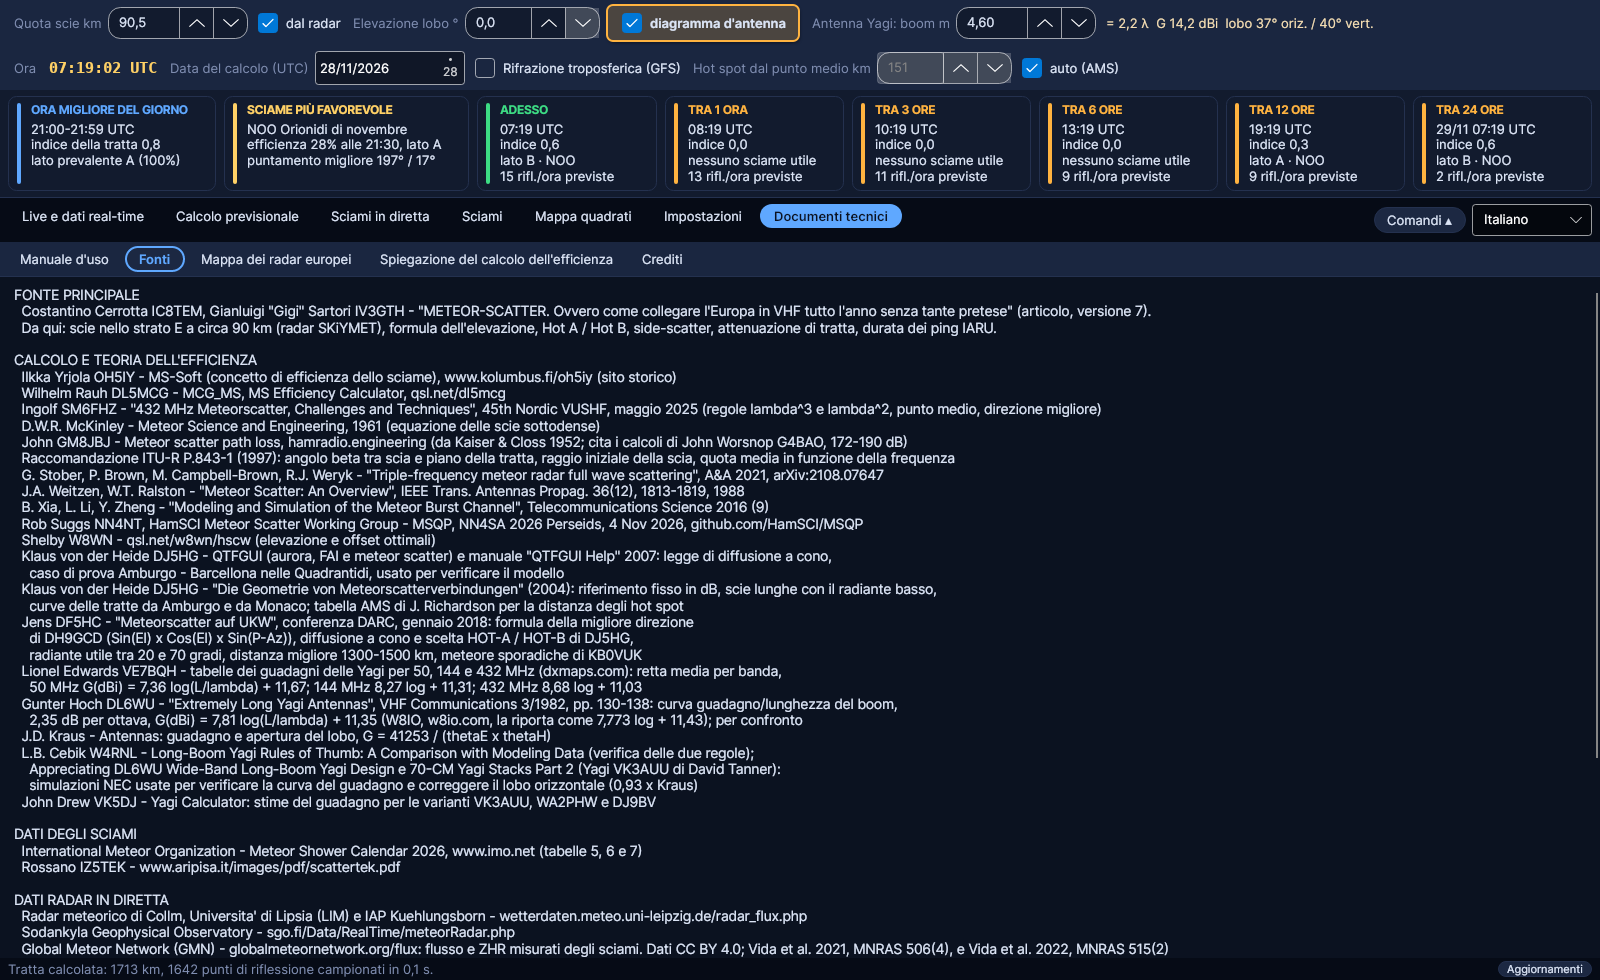 Quota scie km 90,5 dal radar Elevazione lobo ° 0,0 diagramma d'antenna Antenna Yagi: boom m 4,60 = 2,2 λ G 14,2 dBi lobo 37° oriz. / 40° vert.
Ora 07:19:02 UTC Data del calcolo (UTC) 28/11/2026 28 Rifrazione troposferica (GFS) Hot spot dal punto medio km 151 auto (AMS)
ORA MIGLIORE DEL GIORNO
21:00-21:59 UTC
indice della tratta 0,8
lato prevalente A (100%)
SCIAME PIÙ FAVOREVOLE
NOO Orionidi di novembre
efficienza 28% alle 21:30, lato A
puntamento migliore 197° / 17°
ADESSO
07:19 UTC
indice 0,6
lato B · NOO
15 rifl./ora previste
TRA 1 ORA
08:19 UTC
indice 0,0
nessuno sciame utile
13 rifl./ora previste
TRA 3 ORE
10:19 UTC
indice 0,0
nessuno sciame utile
11 rifl./ora previste
TRA 6 ORE
13:19 UTC
indice 0,0
nessuno sciame utile
9 rifl./ora previste
TRA 12 ORE
19:19 UTC
indice 0,3
lato A · NOO
9 rifl./ora previste
TRA 24 ORE
29/11 07:19 UTC
indice 0,6
lato B · NOO
2 rifl./ora previste
Live e dati real-time Calcolo previsionale Sciami in diretta Sciami Mappa quadrati Impostazioni Documenti tecnici Comandi ▴ Italiano
Manuale d'uso Fonti Mappa dei radar europei Spiegazione del calcolo dell'efficienza Crediti
FONTE PRINCIPALE
Costantino Cerrotta IC8TEM, Gianluigi "Gigi" Sartori IV3GTH - "METEOR-SCATTER. Ovvero come collegare l'Europa in VHF tutto l'anno senza tante pretese" (articolo, versione 7).
Da qui: scie nello strato E a circa 90 km (radar SKiYMET), formula dell'elevazione, Hot A / Hot B, side-scatter, attenuazione di tratta, durata dei ping IARU.
CALCOLO E TEORIA DELL'EFFICIENZA
Ilkka Yrjola OH5IY - MS-Soft (concetto di efficienza dello sciame), www.kolumbus.fi/oh5iy (sito storico)
Wilhelm Rauh DL5MCG - MCG_MS, MS Efficiency Calculator, qsl.net/dl5mcg
Ingolf SM6FHZ - "432 MHz Meteorscatter, Challenges and Techniques", 45th Nordic VUSHF, maggio 2025 (regole lambda^3 e lambda^2, punto medio, direzione migliore)
D.W.R. McKinley - Meteor Science and Engineering, 1961 (equazione delle scie sottodense)
John GM8JBJ - Meteor scatter path loss, hamradio.engineering (da Kaiser & Closs 1952; cita i calcoli di John Worsnop G4BAO, 172-190 dB)
Raccomandazione ITU-R P.843-1 (1997): angolo beta tra scia e piano della tratta, raggio iniziale della scia, quota media in funzione della frequenza
G. Stober, P. Brown, M. Campbell-Brown, R.J. Weryk - "Triple-frequency meteor radar full wave scattering", A&A 2021, arXiv:2108.07647
J.A. Weitzen, W.T. Ralston - "Meteor Scatter: An Overview", IEEE Trans. Antennas Propag. 36(12), 1813-1819, 1988
B. Xia, L. Li, Y. Zheng - "Modeling and Simulation of the Meteor Burst Channel", Telecommunications Science 2016 (9)
Rob Suggs NN4NT, HamSCI Meteor Scatter Working Group - MSQP, NN4SA 2026 Perseids, 4 Nov 2026, github.com/HamSCI/MSQP
Shelby W8WN - qsl.net/w8wn/hscw (elevazione e offset ottimali)
Klaus von der Heide DJ5HG - QTFGUI (aurora, FAI e meteor scatter) e manuale "QTFGUI Help" 2007: legge di diffusione a cono,
caso di prova Amburgo - Barcellona nelle Quadrantidi, usato per verificare il modello
Klaus von der Heide DJ5HG - "Die Geometrie von Meteorscatterverbindungen" (2004): riferimento fisso in dB, scie lunghe con il radiante basso,
curve delle tratte da Amburgo e da Monaco; tabella AMS di J. Richardson per la distanza degli hot spot
Jens DF5HC - "Meteorscatter auf UKW", conferenza DARC, gennaio 2018: formula della migliore direzione
di DH9GCD (Sin(El) x Cos(El) x Sin(P-Az)), diffusione a cono e scelta HOT-A / HOT-B di DJ5HG,
radiante utile tra 20 e 70 gradi, distanza migliore 1300-1500 km, meteore sporadiche di KB0VUK
Lionel Edwards VE7BQH - tabelle dei guadagni delle Yagi per 50, 144 e 432 MHz (dxmaps.com): retta media per banda,
50 MHz G(dBi) = 7,36 log(L/lambda) + 11,67; 144 MHz 8,27 log + 11,31; 432 MHz 8,68 log + 11,03
Gunter Hoch DL6WU - "Extremely Long Yagi Antennas", VHF Communications 3/1982, pp. 130-138: curva guadagno/lunghezza del boom,
2,35 dB per ottava, G(dBi) = 7,81 log(L/lambda) + 11,35 (W8IO, w8io.com, la riporta come 7,773 log + 11,43); per confronto
J.D. Kraus - Antennas: guadagno e apertura del lobo, G = 41253 / (thetaE x thetaH)
L.B. Cebik W4RNL - Long-Boom Yagi Rules of Thumb: A Comparison with Modeling Data (verifica delle due regole);
Appreciating DL6WU Wide-Band Long-Boom Yagi Design e 70-CM Yagi Stacks Part 2 (Yagi VK3AUU di David Tanner):
simulazioni NEC usate per verificare la curva del guadagno e correggere il lobo orizzontale (0,93 x Kraus)
John Drew VK5DJ - Yagi Calculator: stime del guadagno per le varianti VK3AUU, WA2PHW e DJ9BV
DATI DEGLI SCIAMI
International Meteor Organization - Meteor Shower Calendar 2026, www.imo.net (tabelle 5, 6 e 7)
Rossano IZ5TEK - www.aripisa.it/images/pdf/scattertek.pdf
DATI RADAR IN DIRETTA
Radar meteorico di Collm, Universita' di Lipsia (LIM) e IAP Kuehlungsborn - wetterdaten.meteo.uni-leipzig.de/radar_flux.php
Sodankyla Geophysical Observatory - sgo.fi/Data/RealTime/meteorRadar.php
Global Meteor Network (GMN) - globalmeteornetwork.org/flux: flusso e ZHR misurati degli sciami. Dati CC BY 4.0; Vida et al. 2021, MNRAS 506(4), e Vida et al. 2022, MNRAS 515(2)
Tratta calcolata: 1713 km, 1642 punti di riflessione campionati in 0,1 s. Aggiornamenti